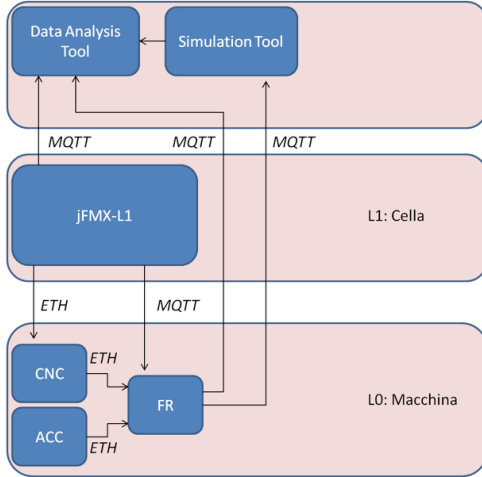 Data Analysis
Tool
Simulation Tool
MQTT
MQTT
MQTT
jFMX-L1
L1: Cella
ETH
MQTT
ETH
CNC
FR
L0: Macchina
ACC
ETH